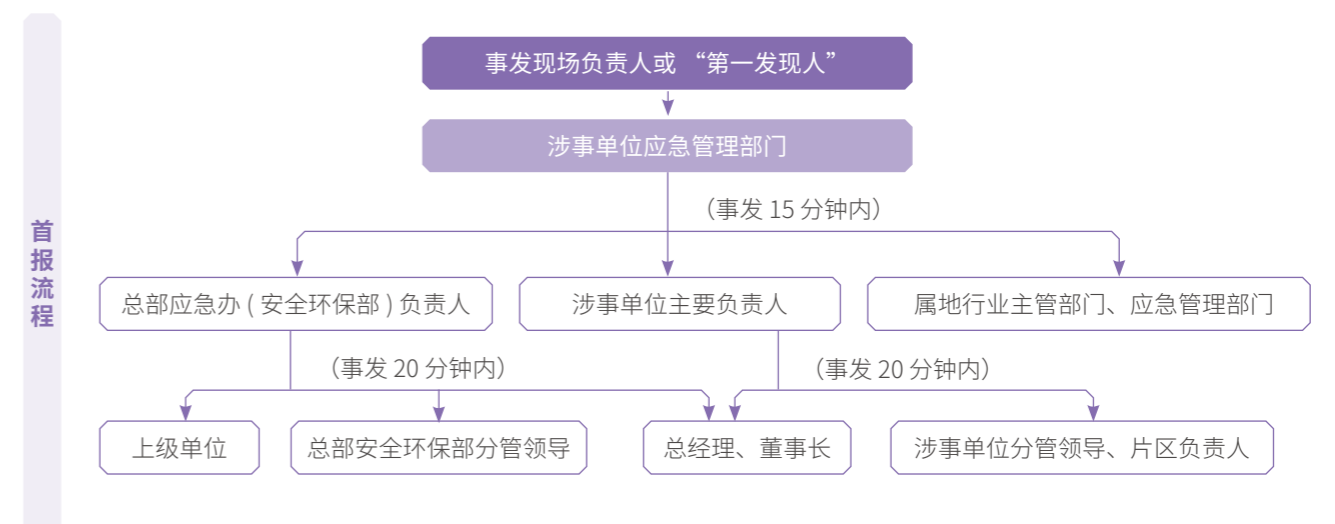 首报流程
事发现场负责人或 “第一发现人”
涉事单位应急管理部门
（事发 15 分钟内）
总部应急办 ( 安全环保部 ) 负责人
涉事单位主要负责人
属地行业主管部门、应急管理部门
（事发 20 分钟内）
（事发 20 分钟内）
上级单位
总部安全环保部分管领导
总经理、董事长
涉事单位分管领导、片区负责人